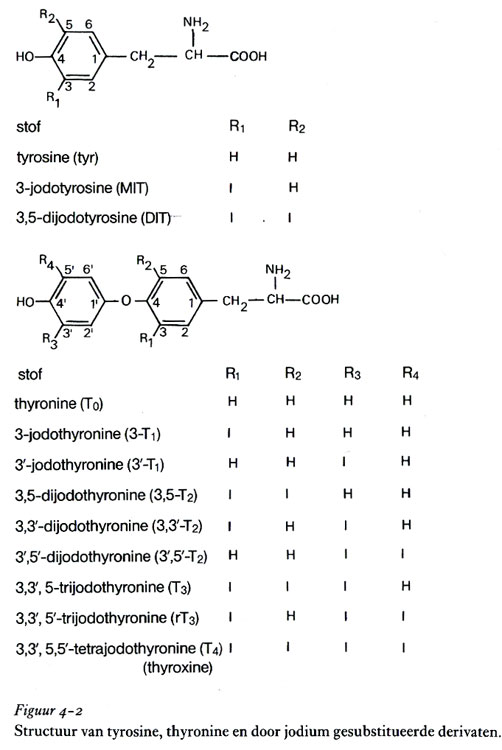 R₂
5 6
NH₂
HO 4 1 CH₂ CH COOH
3 2
R₁
stof R₁ R₂
tyrosine (tyr) H H
3-jodotyrosine (MIT) I H
3,5-dijodotyrosine (DIT) I I
R₄ R₂
5' 6' 5 6
NH₂
HO 4' 1' O 4 1 CH₂ CH COOH
3' 2' 3 2
R₃ R₁
stof R₁ R₂ R₃ R₄
thyronine (T₀) H H H H
3-jodothyronine (3-T₁) I H H H
3'-jodothyronine (3'-T₁) H H I H
3,5-dijodothyronine (3,5-T₂) I I H H
3,3'-dijodothyronine (3,3'-T₂) I H I H
3',5'-dijodothyronine (3',5'-T₂) H H I I
3,3', 5-trijodothyronine (T₃) I I I H
3,3', 5'-trijodothyronine (rT₃) I H I I
3,3', 5,5'-tetrajodothyronine (T₄) I I I I
(thyroxine)
Figuur 4-2
Structuur van tyrosine, thyronine en door jodium gesubstitueerde derivaten.